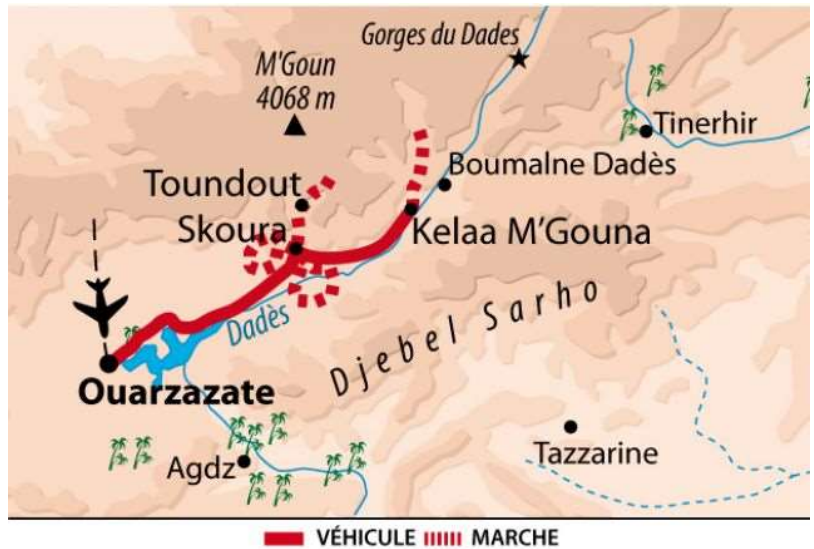 Gorges du Dades
M'Goun
4068 m
Tinerhir
Boumalne Dadès
Toundout
Skoura
Kelaa M'Gouna
Dadès
Djebel Sarho
Ouarzazate
Tazzarine
Agdz
VÉHICULE MARCHE